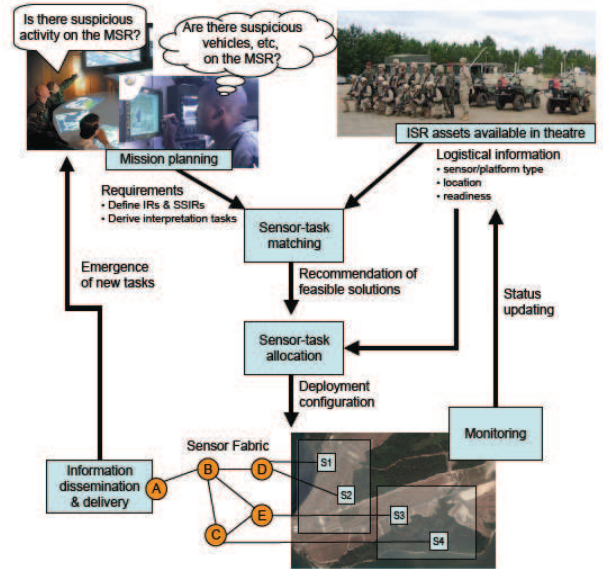 Is there suspicious
activity on the MSR?
Are there suspicious
vehicles, etc,
on the MSR?
Mission planning
ISR assets available in theatre
Requirements
• Define IRs & SSIRs
• Derive interpretation tasks
Logistical information
• sensor/platform type
• location
• readiness
Sensor-task
matching
Emergence
of new tasks
Recommendation of
feasible solutions
Status
updating
Sensor-task
allocation
Deployment
configuration
Monitoring
Sensor Fabric
Information
dissemination
& delivery
A
B
D
C
E
S1
S2
S3
S4